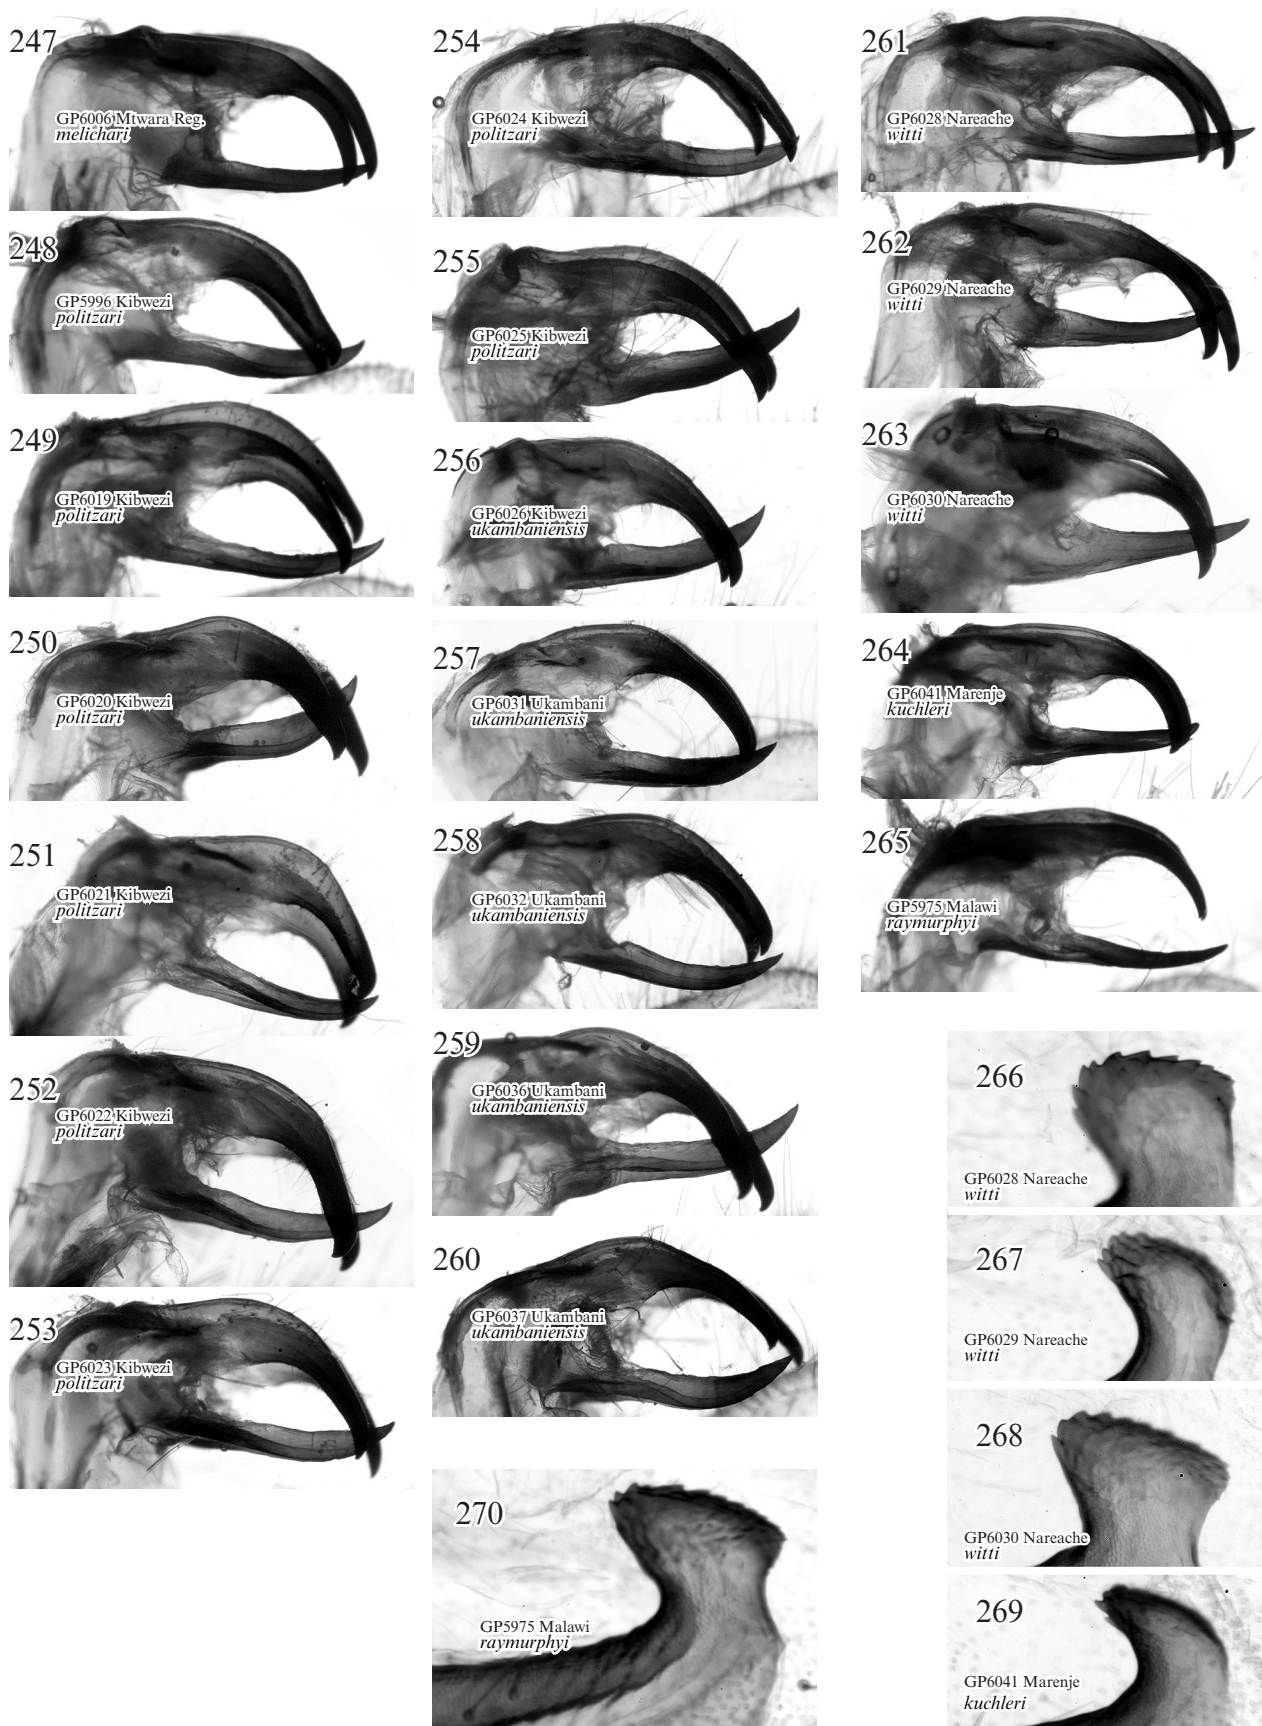 247
GP6006 Mtwara Reg.
melichari
248
GP5996 Kibwezi
politzari
249
GP6019 Kibwezi
politzari
250
GP6020 Kibwezi
politzari
251
GP6021 Kibwezi
politzari
252
GP6022 Kibwezi
politzari
253
GP6023 Kibwezi
politzari
254
GP6024 Kibwezi
politzari
255
GP6025 Kibwezi
politzari
256
GP6026 Kibwezi
ukambaniensis
257
GP6031 Ukambani
ukambaniensis
258
GP6032 Ukambani
ukambaniensis
259
GP6036 Ukambani
ukambaniensis
260
GP6037 Ukambani
ukambaniensis
270
GP5975 Malawi
raymurphyi
261
GP6028 Nareache
witti
262
GP6029 Nareache
witti
263
GP6030 Nareache
witti
264
GP6041 Marenje
kuchleri
265
GP5975 Malawi
raymurphyi
266
GP6028 Nareache
witti
267
GP6029 Nareache
witti
268
GP6030 Nareache
witti
269
GP6041 Marenje
kuchleri